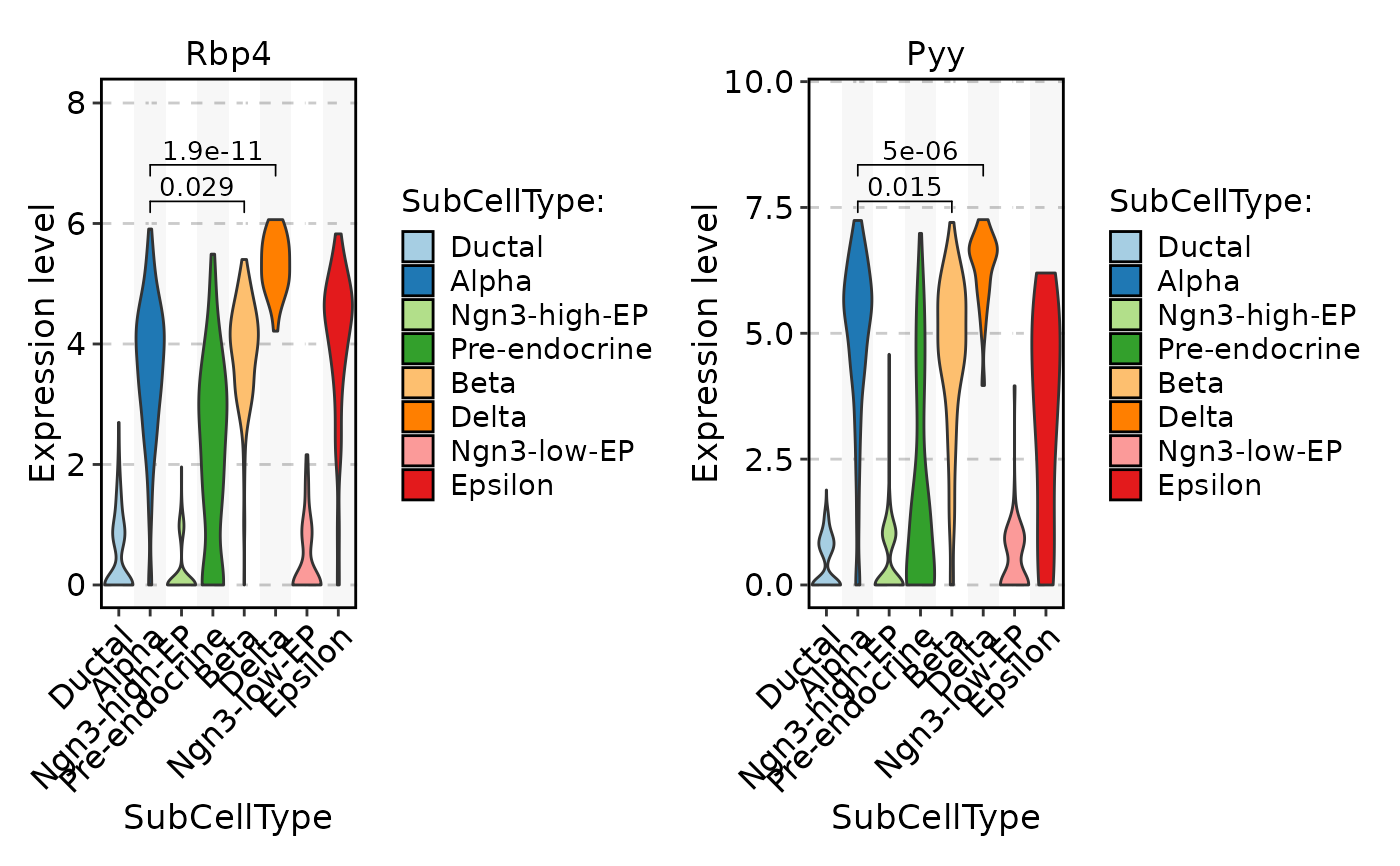 Rbp4
Expression level
8
6
4
2
0
1.9e-11
0.029
Ductal
Alpha
Ngn3-high-EP
Pre-endocrine
Beta
Delta
Ngn3-low-EP
Epsilon
SubCellType
SubCellType:
Ductal
Alpha
Ngn3-high-EP
Pre-endocrine
Beta
Delta
Ngn3-low-EP
Epsilon
Pyy
Expression level
10.0
7.5
5.0
2.5
0.0
5e-06
0.015
Ductal
Alpha
Ngn3-high-EP
Pre-endocrine
Beta
Delta
Ngn3-low-EP
Epsilon
SubCellType
SubCellType:
Ductal
Alpha
Ngn3-high-EP
Pre-endocrine
Beta
Delta
Ngn3-low-EP
Epsilon